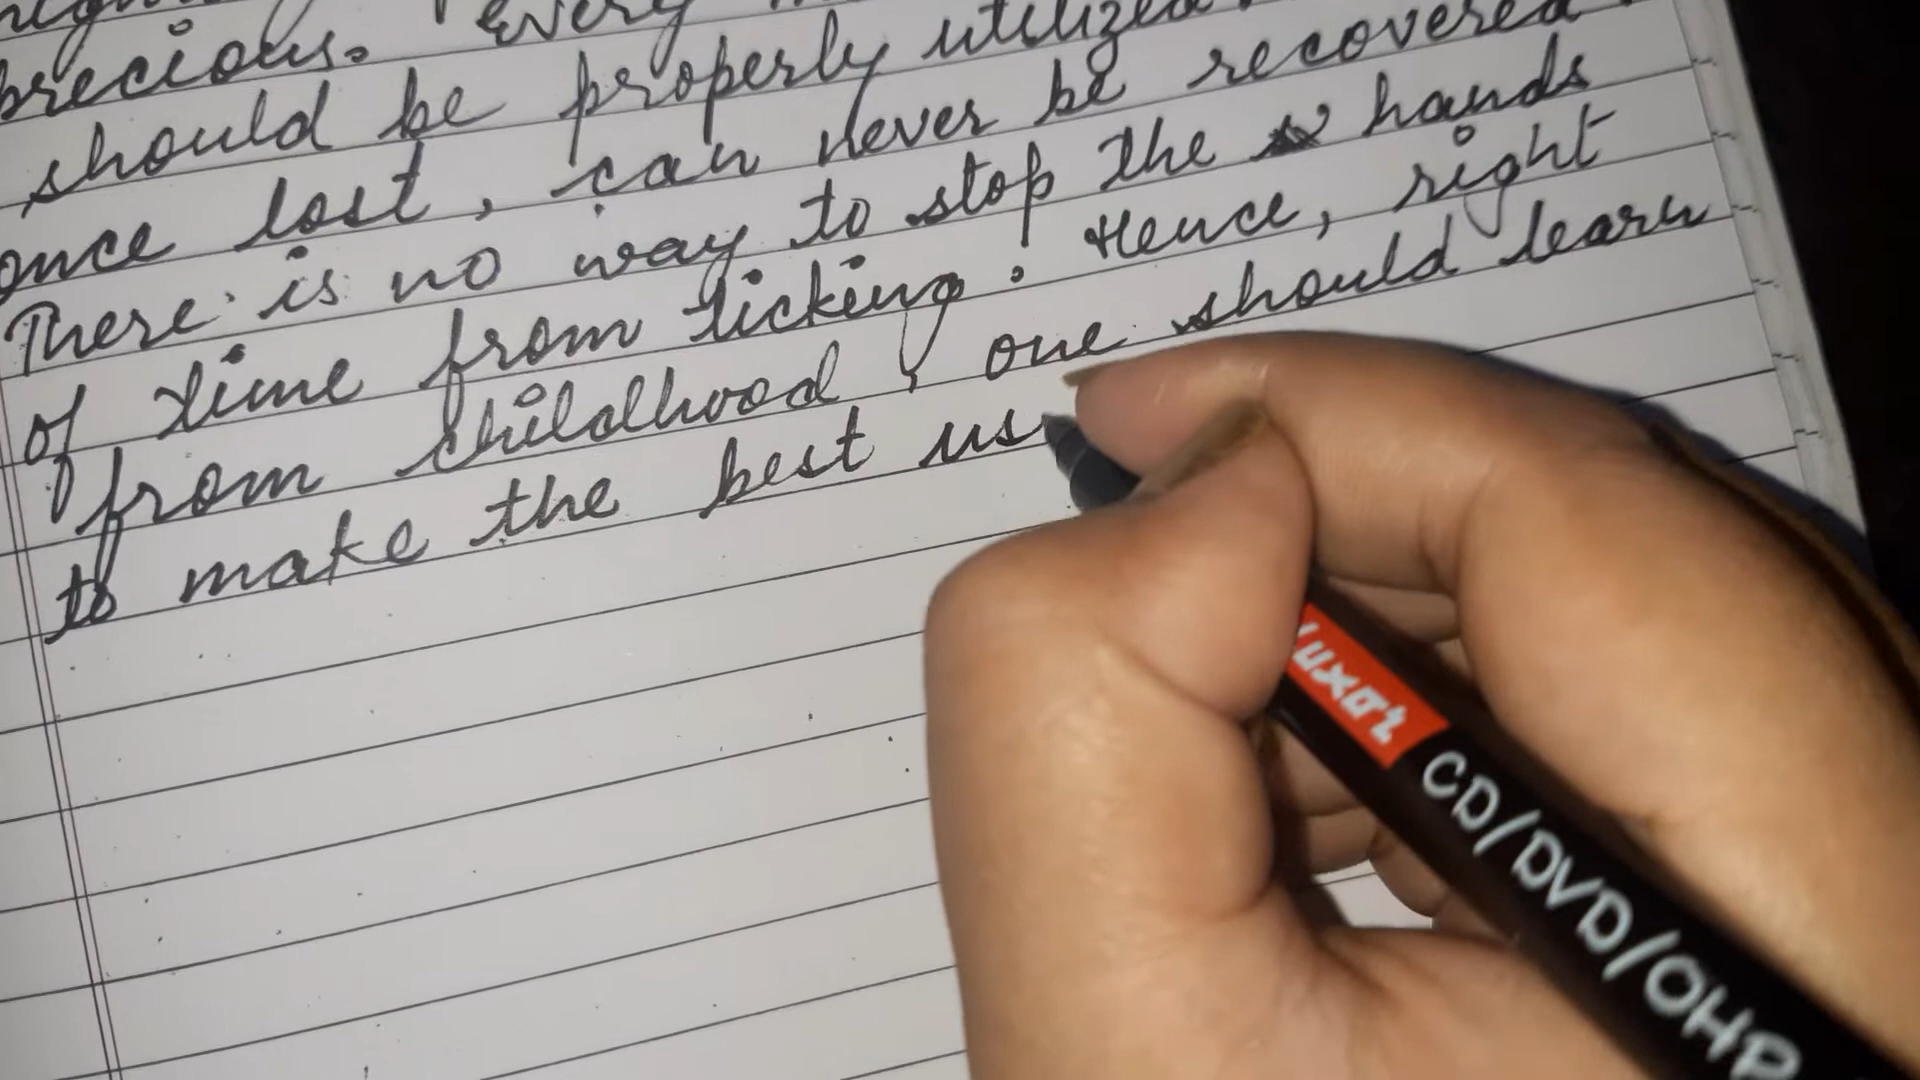 precious. Every
should be properly utilized.
once lost, can never be recovered.
There is no way to stop the hands
of time from ticking. Hence, right
from childhood, one should learn
to make the best us
Luxor
CD/DVD/OHP